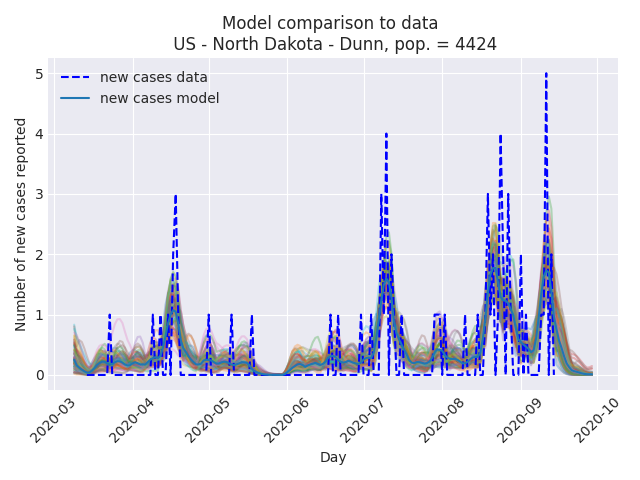 Model comparison to data
US - North Dakota - Dunn, pop. = 4424
new cases data
new cases model
Number of new cases reported
5
4
3
2
1
0
2020-03
2020-04
2020-05
2020-06
2020-07
2020-08
2020-09
2020-10
Day